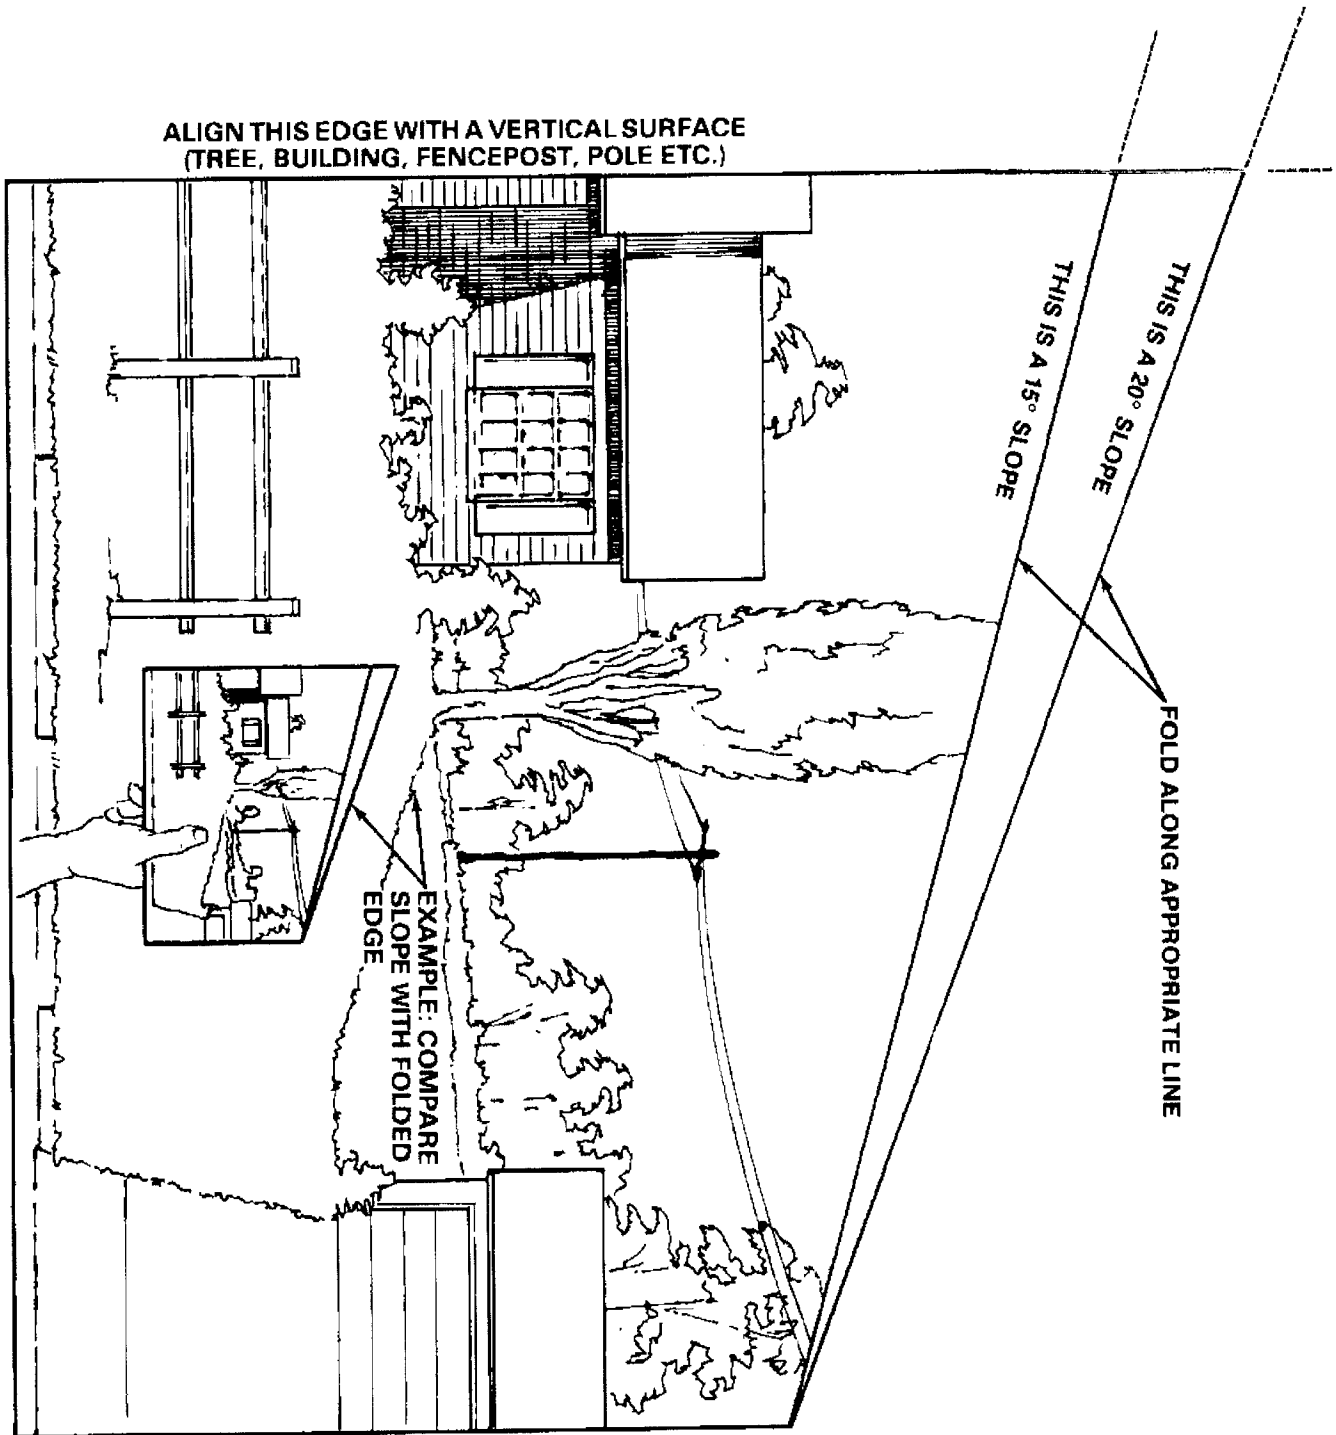 ALIGN THIS EDGE WITH A VERTICAL SURFACE
(TREE, BUILDING, FENCEPOST, POLE ETC.)
THIS IS A 20° SLOPE
THIS IS A 15° SLOPE
FOLD ALONG APPROPRIATE LINE
EXAMPLE: COMPARE
SLOPE WITH FOLDED
EDGE